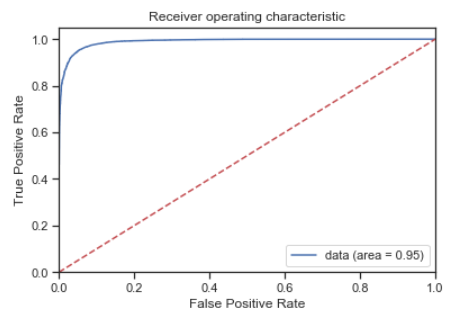 Receiver operating characteristic
True Positive Rate
1.0
0.8
0.6
0.4
0.2
0.0
data (area = 0.95)
0.0 0.2 0.4 0.6 0.8 1.0
False Positive Rate